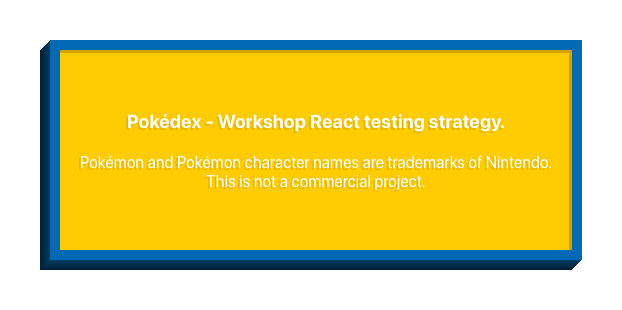 Pokédex - Workshop React testing strategy.
Pokémon and Pokémon character names are trademarks of Nintendo.
This is not a commercial project.